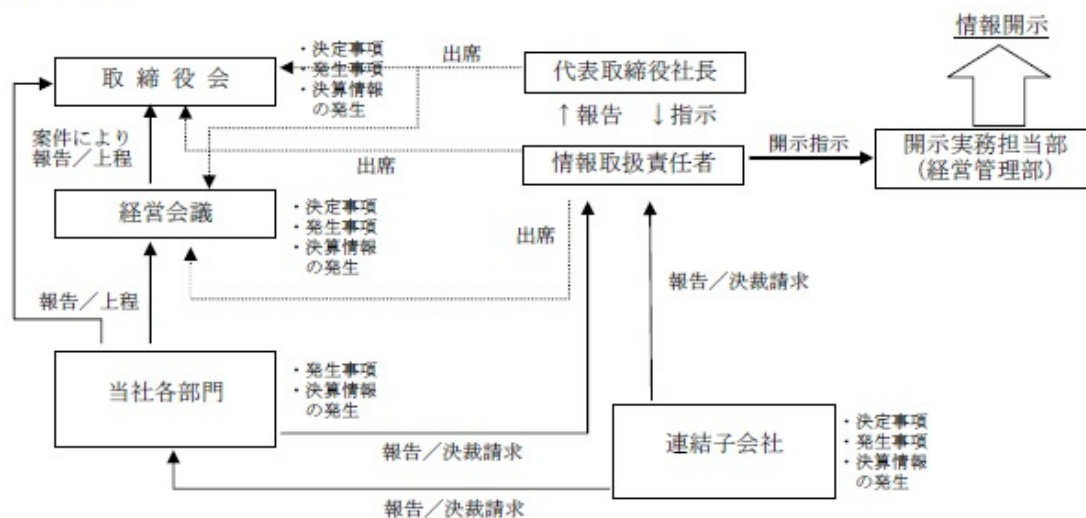 情報開示
・決定事項
・発生事項
・決算情報
の発生
出席
取締役会
代表取締役社長
↑報告 ↓指示
案件により
報告/上程
出席
情報取扱責任者
開示指示
開示実務担当部
(経営管理部)
経営会議
・決定事項
・発生事項
・決算情報
の発生
出席
報告/決裁請求
報告/上程
当社各部門
・発生事項
・決算情報
の発生
報告/決裁請求
連結子会社
・決定事項
・発生事項
・決算情報
の発生
報告/決裁請求